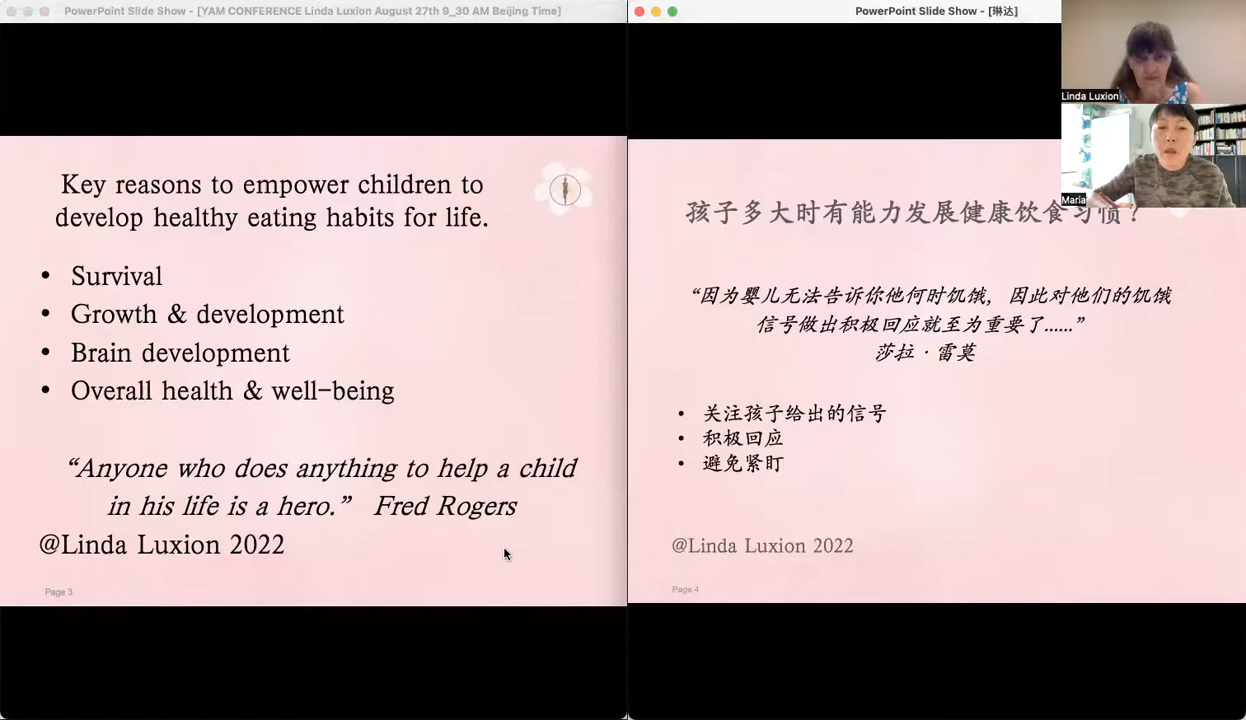 PowerPoint Slide Show - [YAM CONFERENCE Linda Luxion August 27th 9_30 AM Beijing Time]
Key reasons to empower children to
develop healthy eating habits for life.
• Survival
• Growth & development
• Brain development
• Overall health & well-being
“Anyone who does anything to help a child
in his life is a hero.” Fred Rogers
@Linda Luxion 2022
Page 3
PowerPoint Slide Show - [琳达]
Linda Luxion
Maria
孩子多大时有能力发展健康饮食习惯？
“因为婴儿无法告诉你他何时饥饿，因此对他们的饥饿
信号做出积极回应就至为重要了......”
莎拉·雷莫
• 关注孩子给出的信号
• 积极回应
• 避免紧盯
@Linda Luxion 2022
Page 4